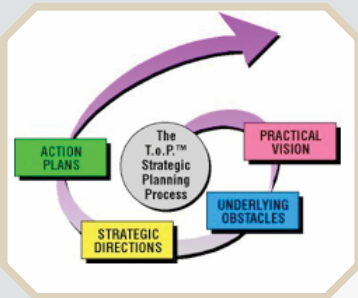 The
T.o.P.™
Strategic
Planning
Process
PRACTICAL
VISION
UNDERLYING
OBSTACLES
STRATEGIC
DIRECTIONS
ACTION
PLANS